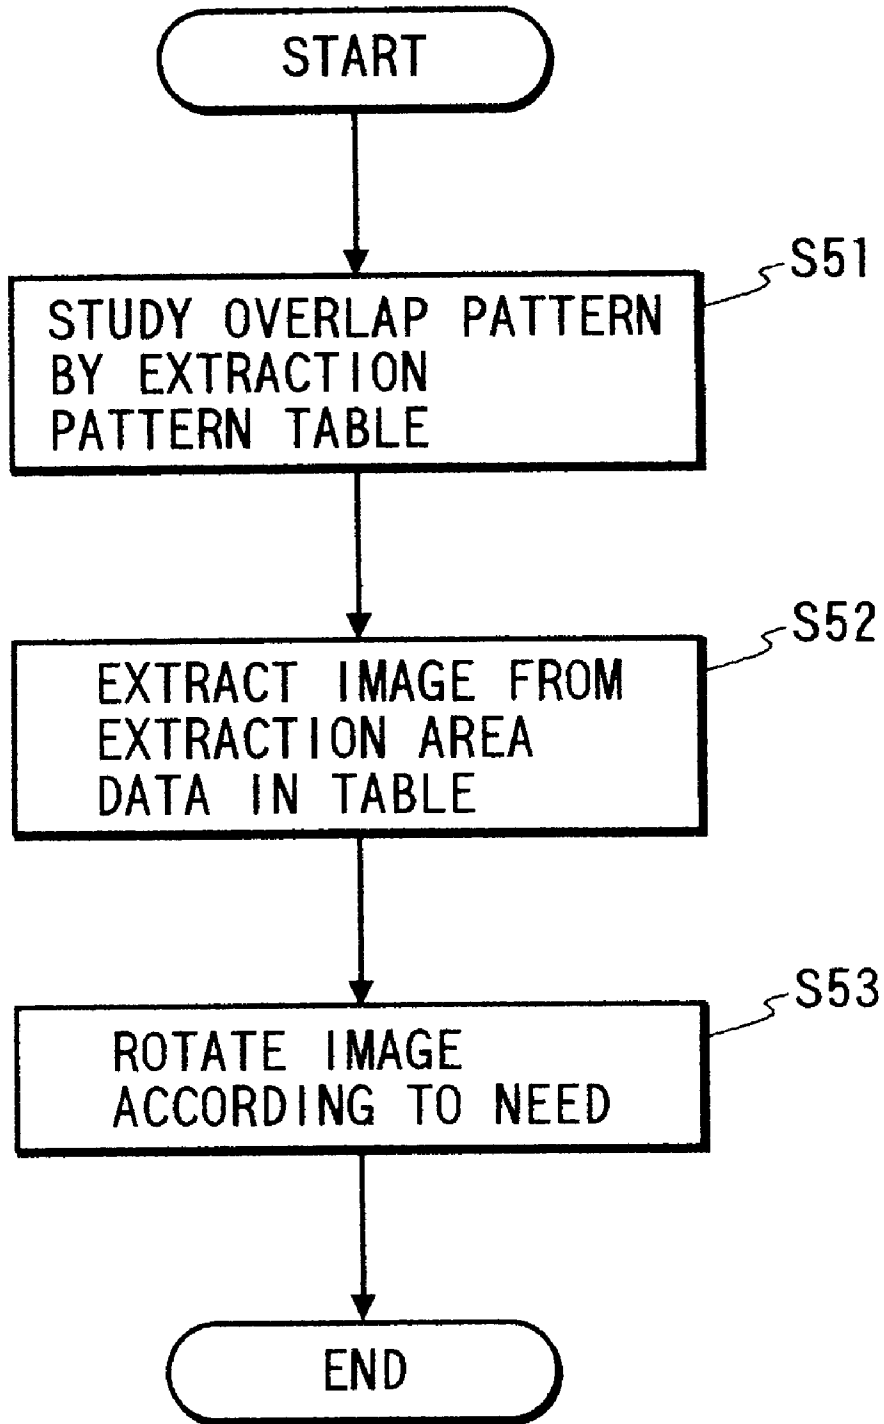 START
S51
STUDY OVERLAP PATTERN
BY EXTRACTION
PATTERN TABLE
S52
EXTRACT IMAGE FROM
EXTRACTION AREA
DATA IN TABLE
S53
ROTATE IMAGE
ACCORDING TO NEED
END